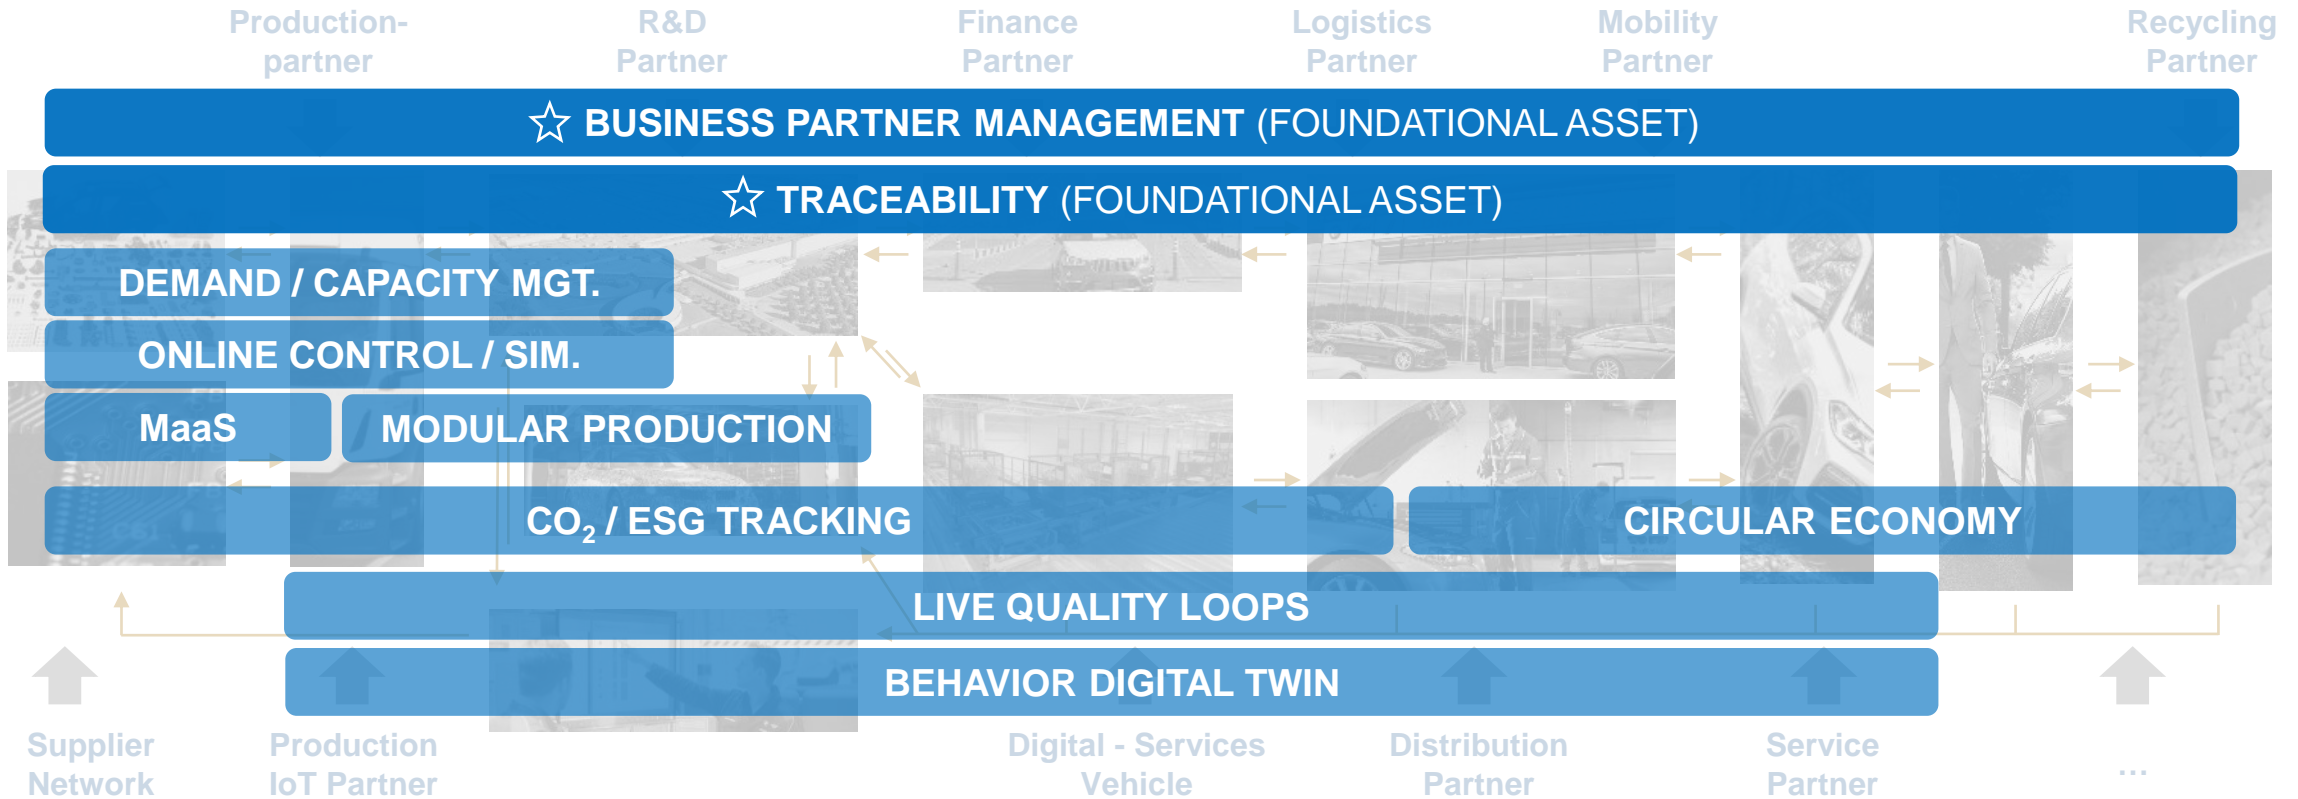 Production-
partner
R&D
Partner
Finance
Partner
Logistics
Partner
Mobility
Partner
Recycling
Partner
☆ BUSINESS PARTNER MANAGEMENT (FOUNDATIONAL ASSET)
☆ TRACEABILITY (FOUNDATIONAL ASSET)
DEMAND / CAPACITY MGT.
ONLINE CONTROL / SIM.
MaaS
MODULAR PRODUCTION
CO₂ / ESG TRACKING
CIRCULAR ECONOMY
LIVE QUALITY LOOPS
BEHAVIOR DIGITAL TWIN
Supplier
Network
Production
IoT Partner
Digital - Services
Vehicle
Distribution
Partner
Service
Partner
...